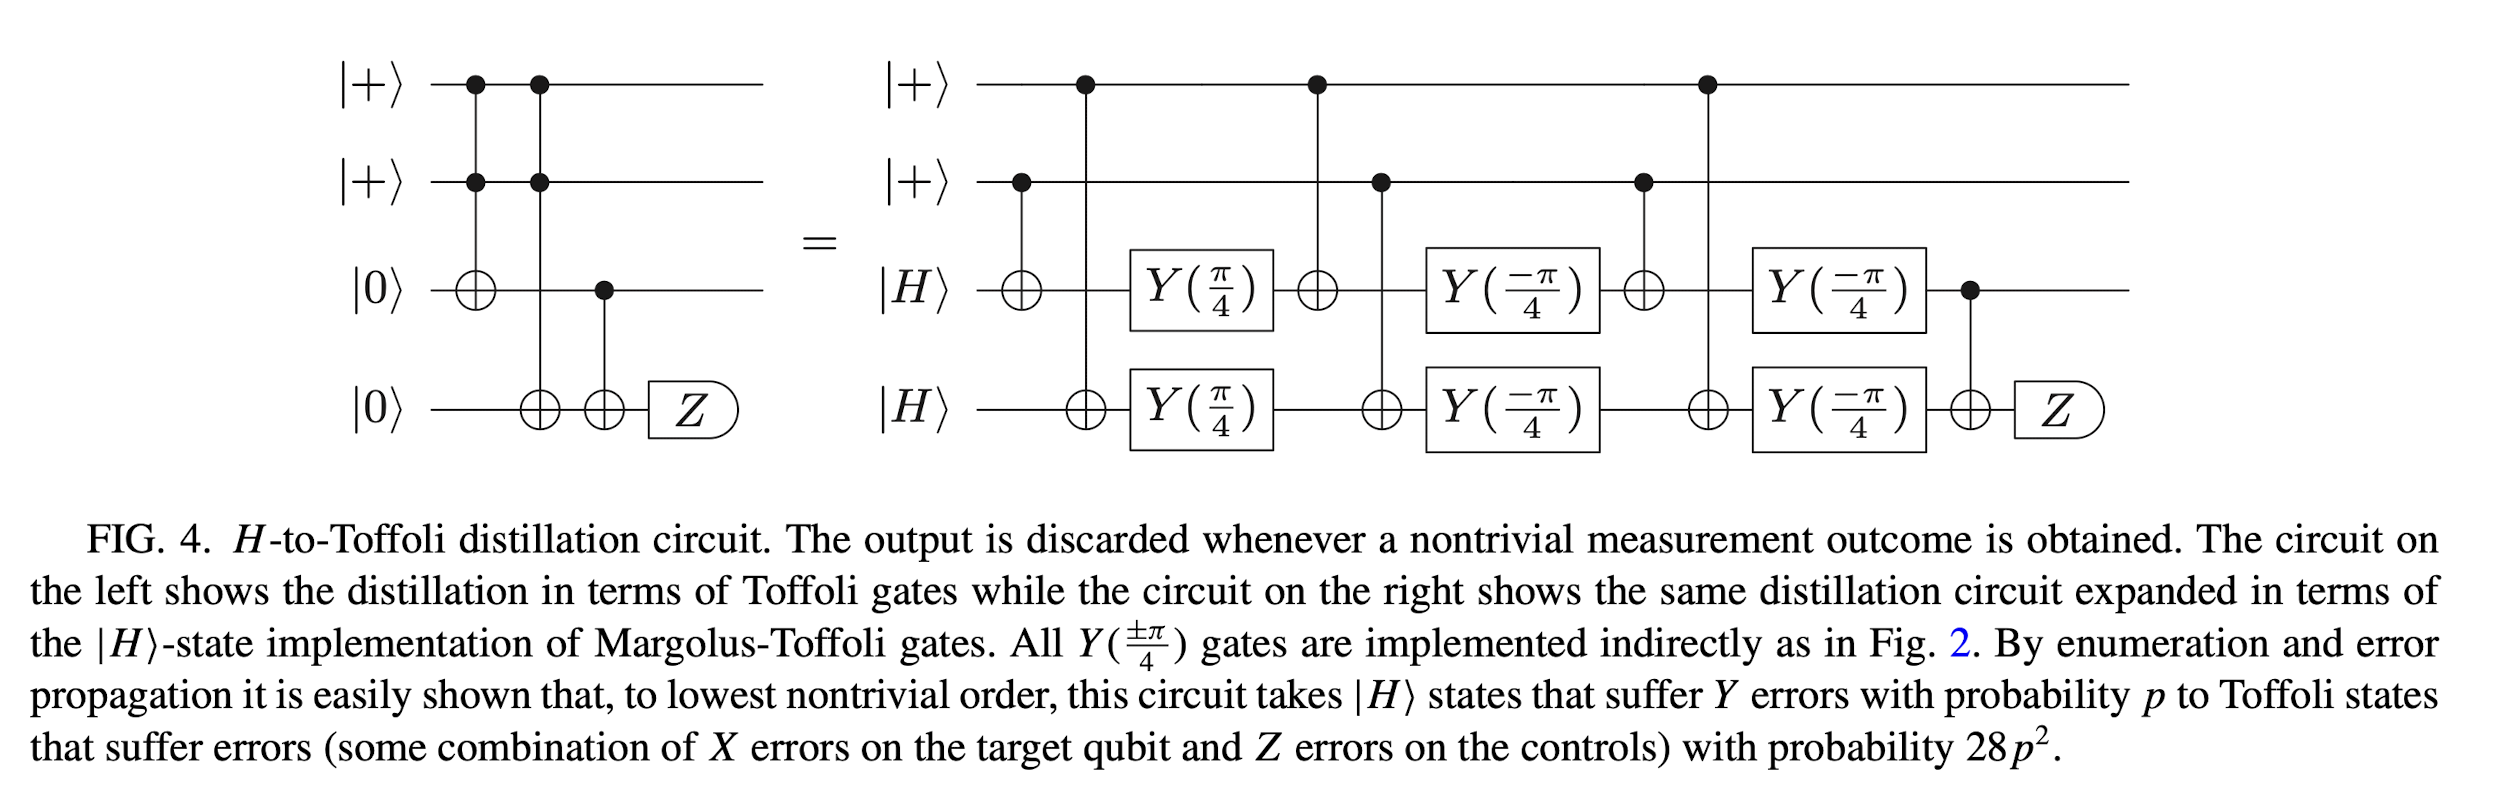 |+⟩ |+⟩
|+⟩ |+⟩
=
|0⟩ |H⟩ Y(π/4) Y(−π/4) Y(−π/4)
|0⟩ Z |H⟩ Y(π/4) Y(−π/4) Y(−π/4) Z
FIG. 4. H-to-Toffoli distillation circuit. The output is discarded whenever a nontrivial measurement outcome is obtained. The circuit on
the left shows the distillation in terms of Toffoli gates while the circuit on the right shows the same distillation circuit expanded in terms of
the |H⟩-state implementation of Margolus-Toffoli gates. All Y(±π/4) gates are implemented indirectly as in Fig. 2. By enumeration and error
propagation it is easily shown that, to lowest nontrivial order, this circuit takes |H⟩ states that suffer Y errors with probability p to Toffoli states
that suffer errors (some combination of X errors on the target qubit and Z errors on the controls) with probability 28p².